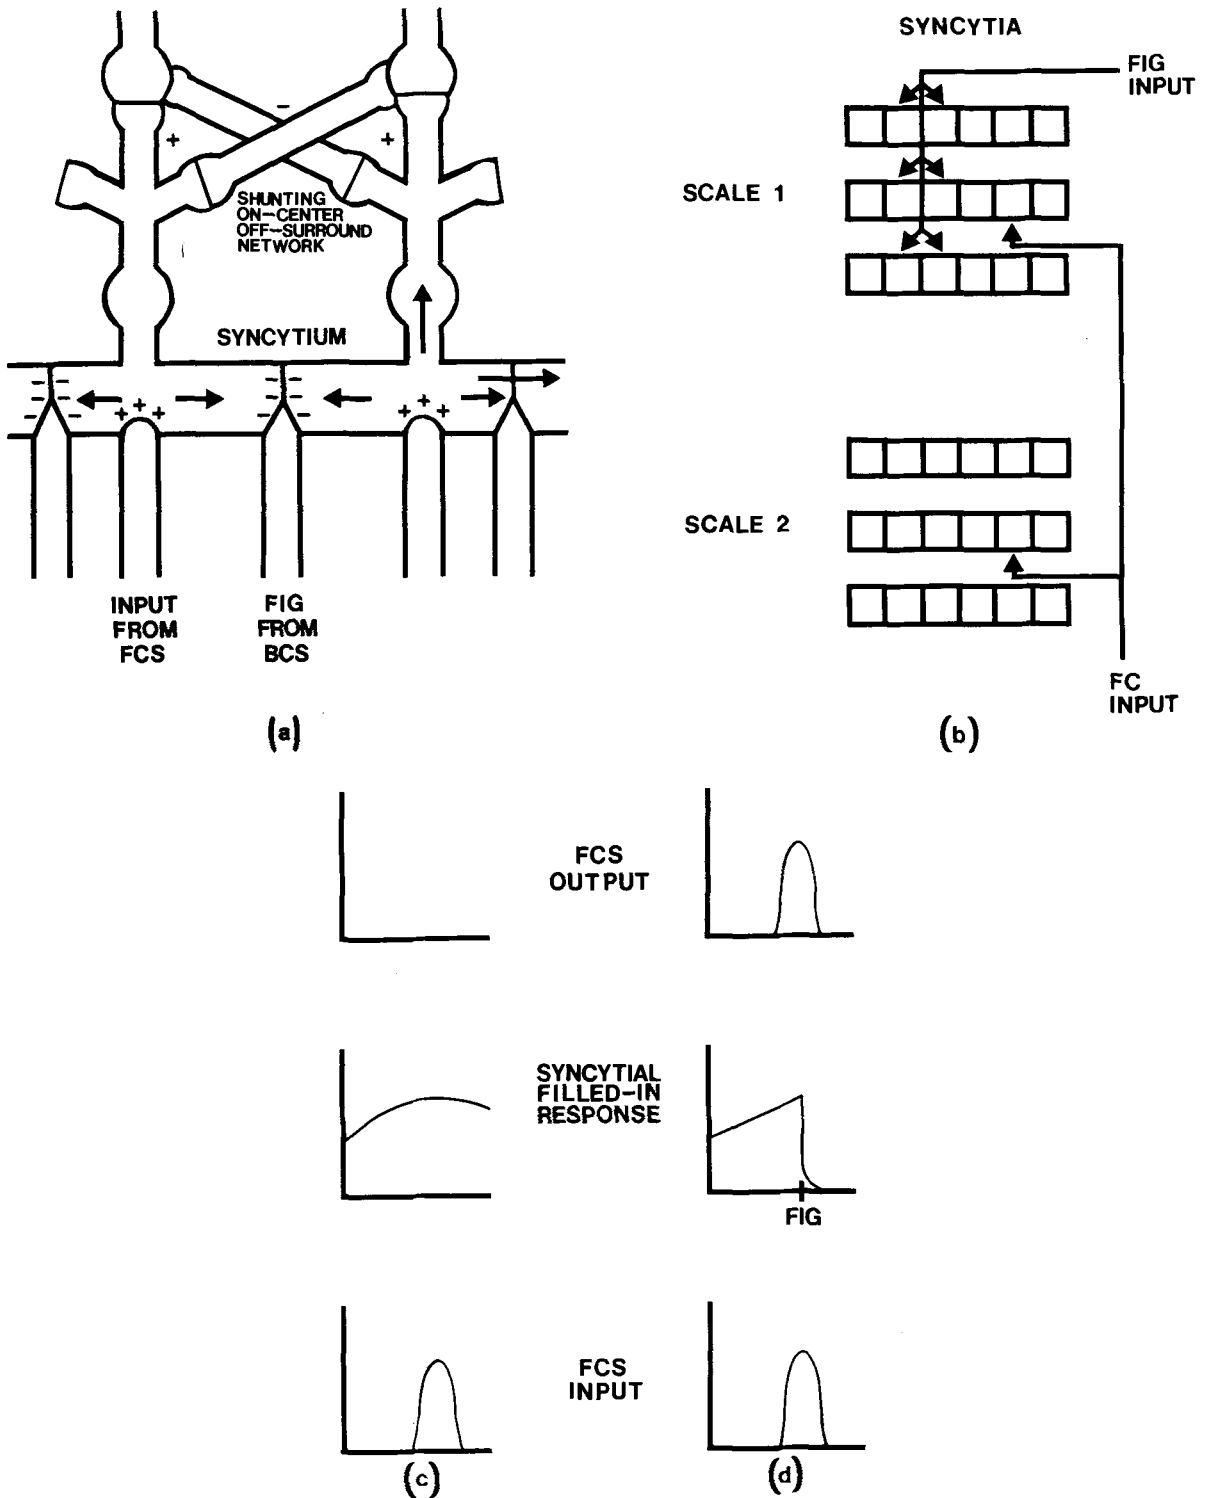 SHUNTING
ON-CENTER
OFF-SURROUND
NETWORK
SYNCYTIUM
INPUT
FROM
FCS
FIG
FROM
BCS
(a)
SYNCYTIA
FIG
INPUT
SCALE 1
SCALE 2
FC
INPUT
(b)
FCS
OUTPUT
SYNCYTIAL
FILLED-IN
RESPONSE
FIG
FCS
INPUT
(c)
(d)